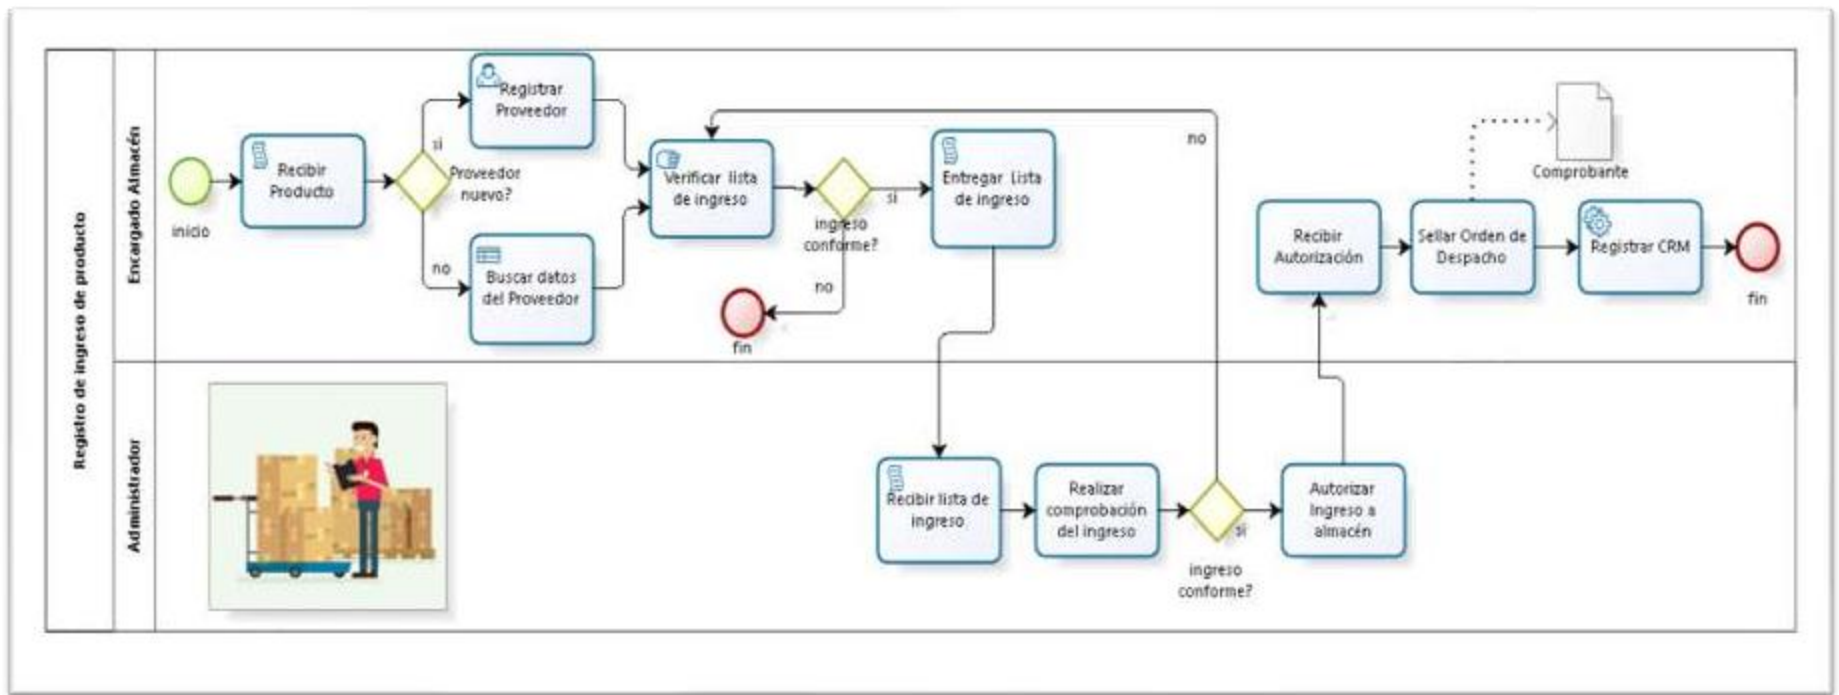 Registro de ingreso de producto
Encargado Almacén
inicio
Recibir
Producto
si
Proveedor
nuevo?
no
Registrar
Proveedor
Buscar datos
del Proveedor
Verificar lista
de ingreso
ingreso
conforme?
si
no
fin
Entregar Lista
de ingreso
no
Recibir
Autorización
Sellar Orden de
Despacho
Comprobante
Registrar CRM
fin
Administrador
Recibir lista de
ingreso
Realizar
comprobación
del ingreso
si
ingreso
conforme?
Autorizar
Ingreso a
almacén